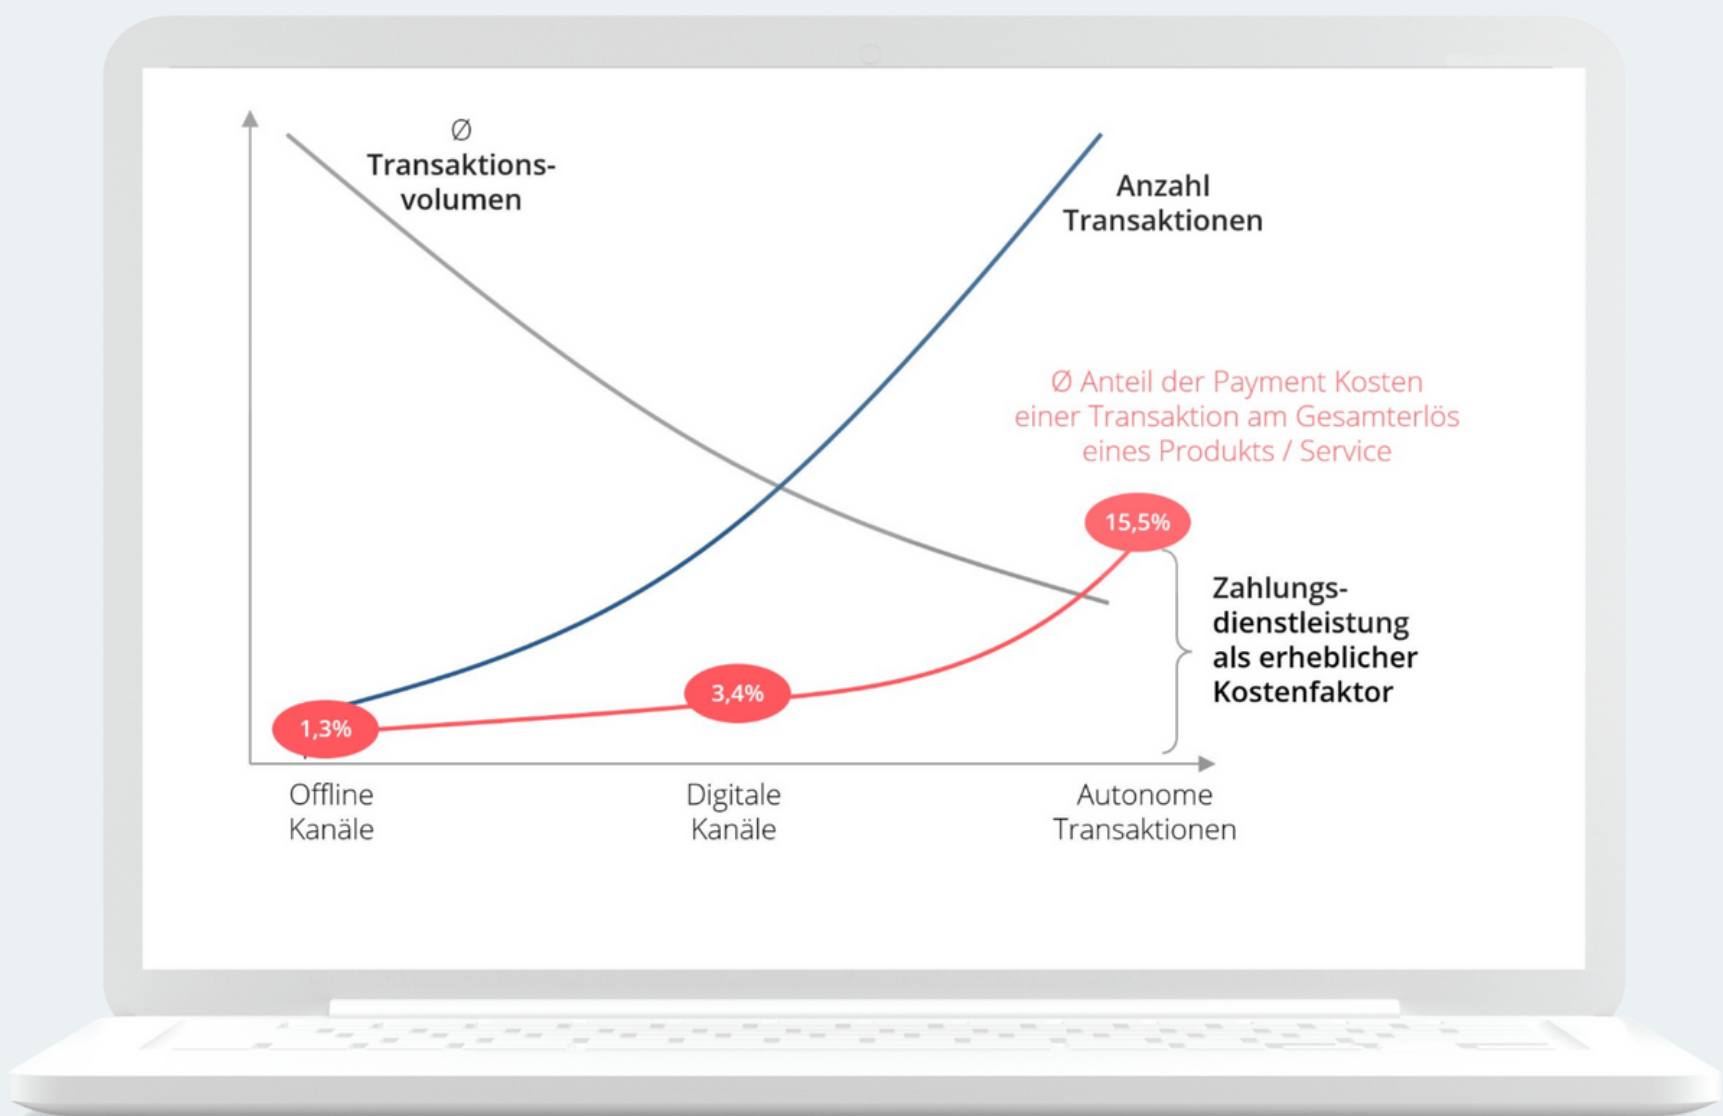 Ø
Transaktions-
volumen
Anzahl
Transaktionen
Ø Anteil der Payment Kosten
einer Transaktion am Gesamterlös
eines Produkts / Service
15,5%
Zahlungs-
dienstleistung
als erheblicher
Kostenfaktor
3,4%
1,3%
Offline
Kanäle
Digitale
Kanäle
Autonome
Transaktionen